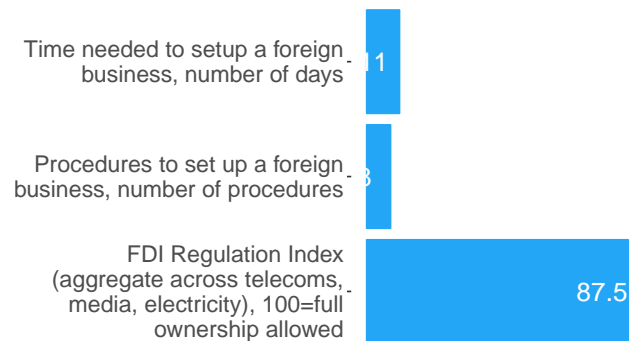 Time needed to setup a foreign
business, number of days
11
Procedures to set up a foreign
business, number of procedures
8
FDI Regulation Index
(aggregate across telecoms,
media, electricity), 100=full
ownership allowed
87.5